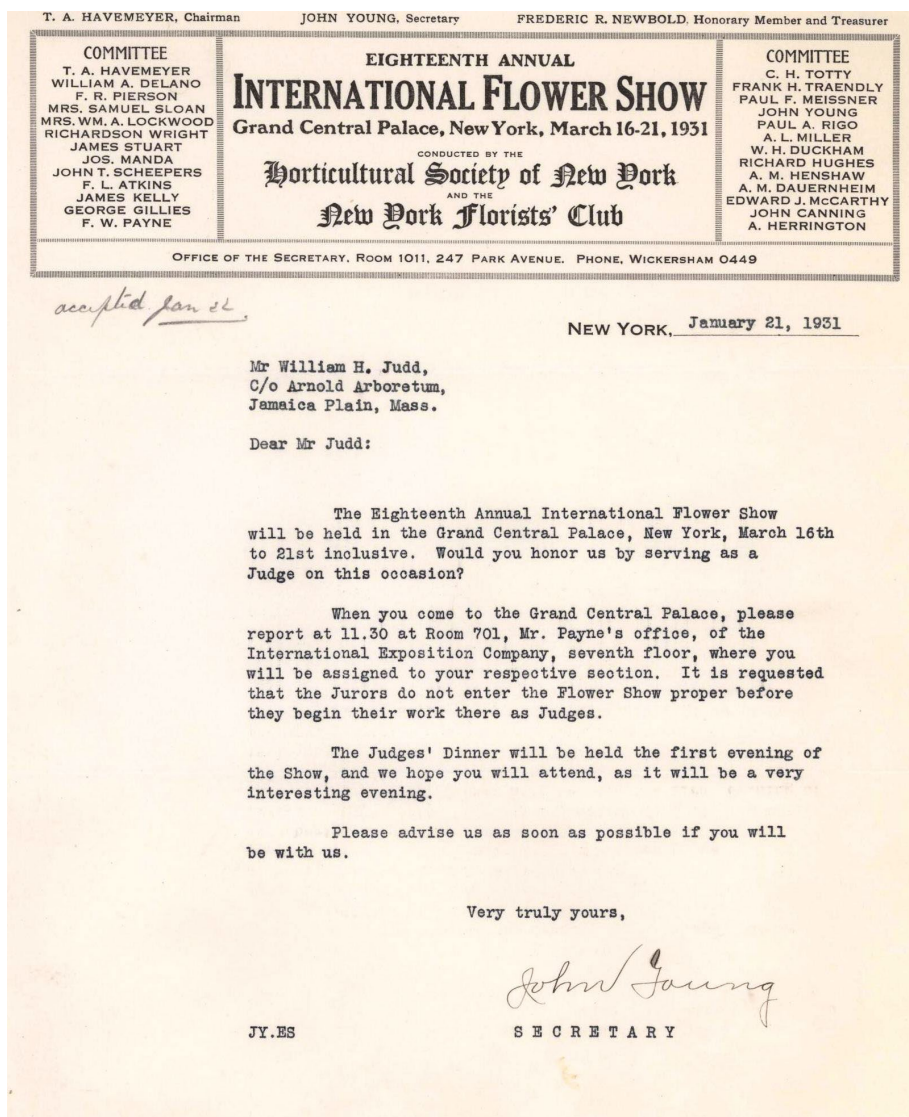 T. A. HAVEMEYER, Chairman JOHN YOUNG, Secretary FREDERIC R. NEWBOLD, Honorary Member and Treasurer
COMMITTEE
T. A. HAVEMEYER
WILLIAM A. DELANO
F. R. PIERSON
MRS. SAMUEL SLOAN
MRS. WM. A. LOCKWOOD
RICHARDSON WRIGHT
JAMES STUART
JOS. MANDA
JOHN T. SCHEEPERS
F. L. ATKINS
JAMES KELLY
GEORGE GILLIES
F. W. PAYNE
EIGHTEENTH ANNUAL
INTERNATIONAL FLOWER SHOW
Grand Central Palace, New York, March 16-21, 1931
CONDUCTED BY THE
Horticultural Society of New York
AND THE
New York Florists' Club
COMMITTEE
C. H. TOTTY
FRANK H. TRAENDLY
PAUL F. MEISSNER
JOHN YOUNG
PAUL A. RIGO
A. L. MILLER
W. H. DUCKHAM
RICHARD HUGHES
A. M. HENSHAW
A. M. DAUERNHEIM
EDWARD J. McCARTHY
JOHN CANNING
A. HERRINGTON
OFFICE OF THE SECRETARY, ROOM 1011, 247 PARK AVENUE. PHONE, WICKERSHAM 0449
accepted Jan 22.
NEW YORK, January 21, 1931
Mr William H. Judd,
C/o Arnold Arboretum,
Jamaica Plain, Mass.
Dear Mr Judd:
The Eighteenth Annual International Flower Show
will be held in the Grand Central Palace, New York, March 16th
to 21st inclusive. Would you honor us by serving as a
Judge on this occasion?
When you come to the Grand Central Palace, please
report at 11.30 at Room 701, Mr. Payne's office, of the
International Exposition Company, seventh floor, where you
will be assigned to your respective section. It is requested
that the Jurors do not enter the Flower Show proper before
they begin their work there as Judges.
The Judges' Dinner will be held the first evening of
the Show, and we hope you will attend, as it will be a very
interesting evening.
Please advise us as soon as possible if you will
be with us.
Very truly yours,
John Young
JY.ES SECRETARY